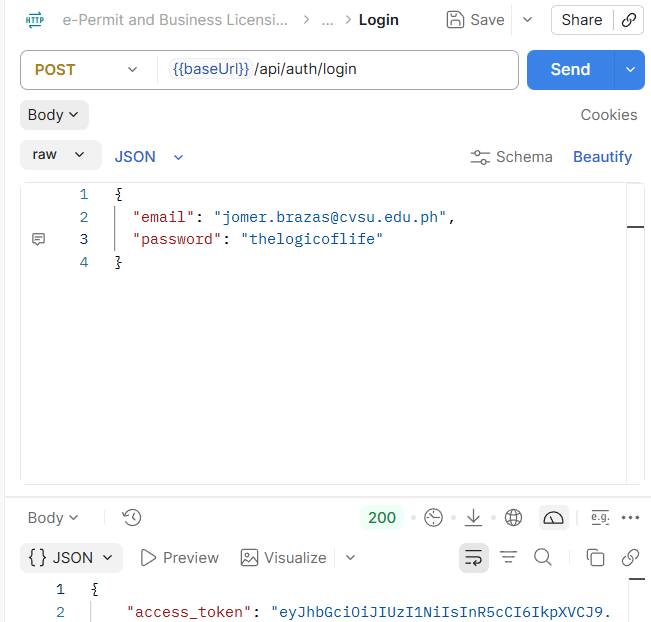 HTTP e-Permit and Business Licensi... > ... > Login Save Share
POST {{baseUrl}} /api/auth/login Send
Body Cookies
raw JSON Schema Beautify
1 {
2 "email": "jomer.brazas@cvsu.edu.ph",
3 "password": "thelogicoflife"
4 }
Body 200 e.g. ...
{} JSON Preview Visualize
1 {
2 "access_token": "eyJhbGciOiJIUzI1NiIsInR5cCI6IkpXVCJ9.